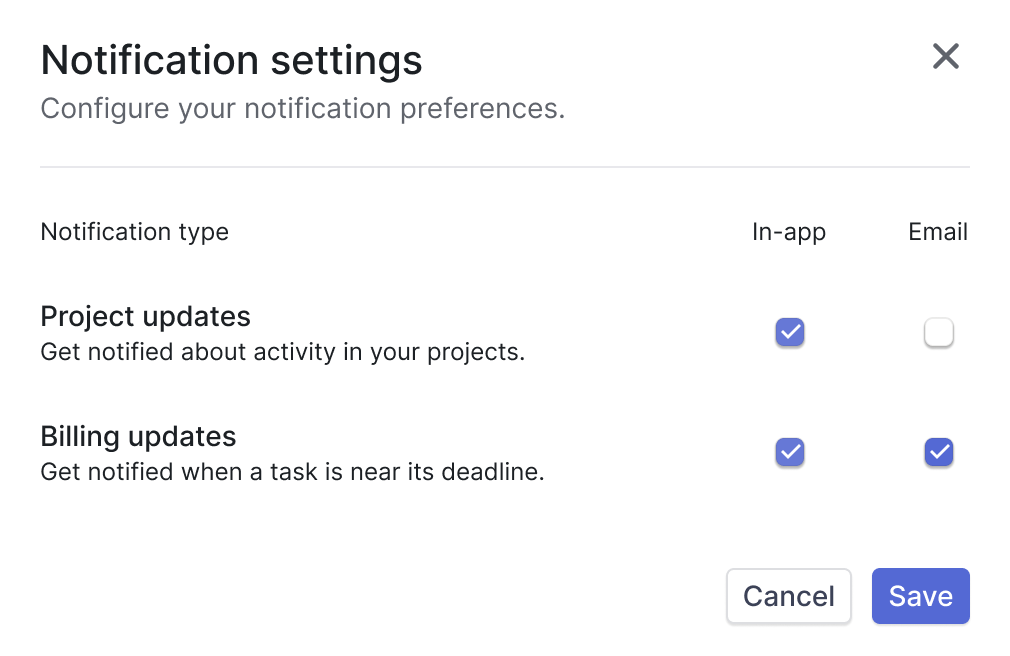 Notification settings
Configure your notification preferences.
Notification type In-app Email
Project updates
Get notified about activity in your projects.
Billing updates
Get notified when a task is near its deadline.
Cancel Save